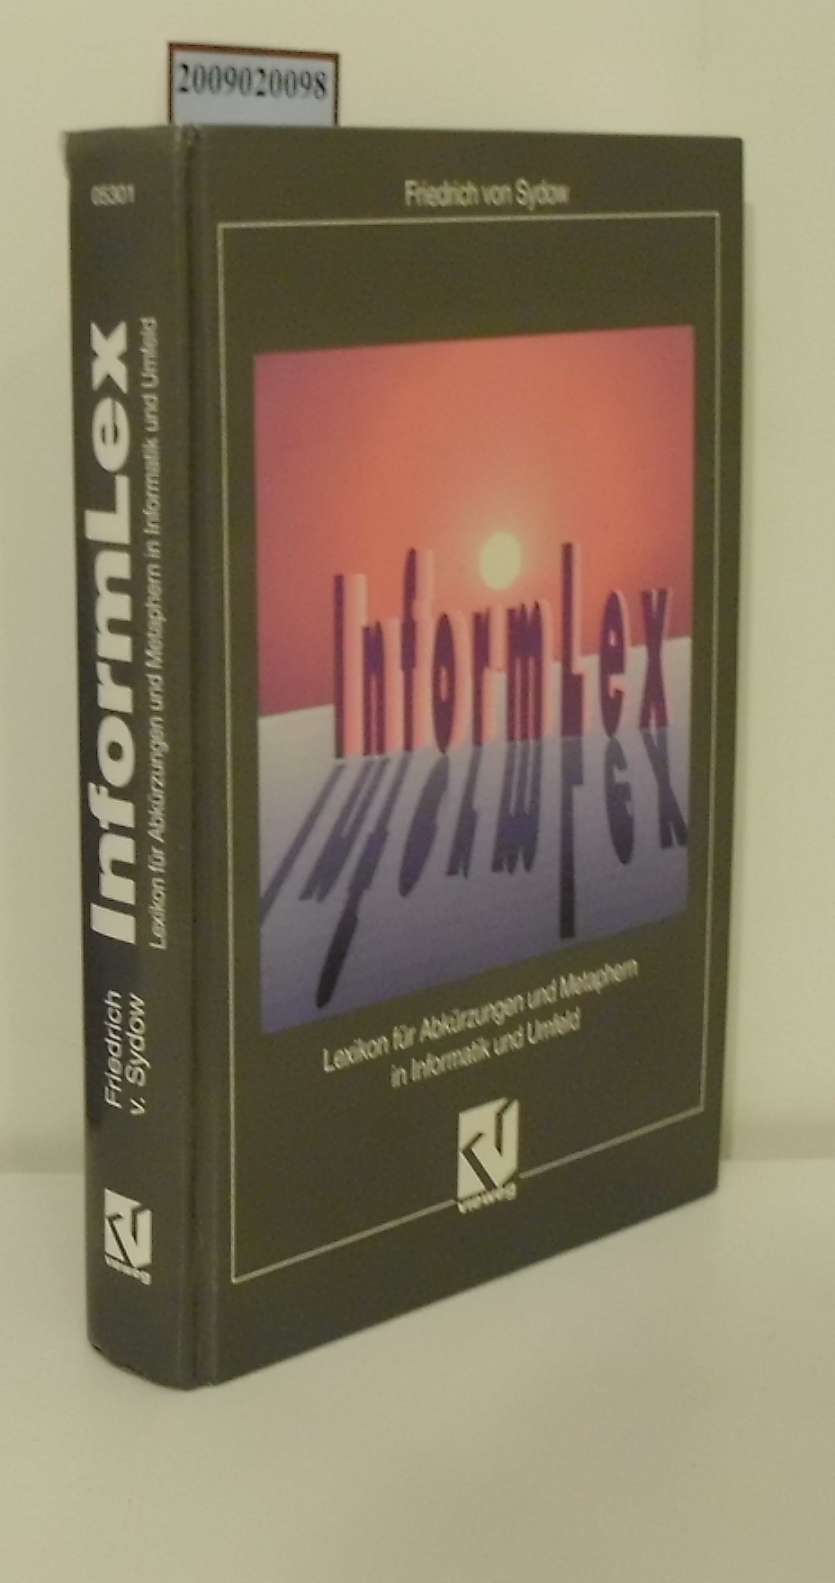 2009020098
05301
InformLex
Lexikon für Abkürzungen und Metaphern in Informatik und Umfeld
Friedrich
v. Sydow
vieweg
Friedrich von Sydow
InformLex
Lexikon für Abkürzungen und Metaphern
in Informatik und Umfeld
vieweg